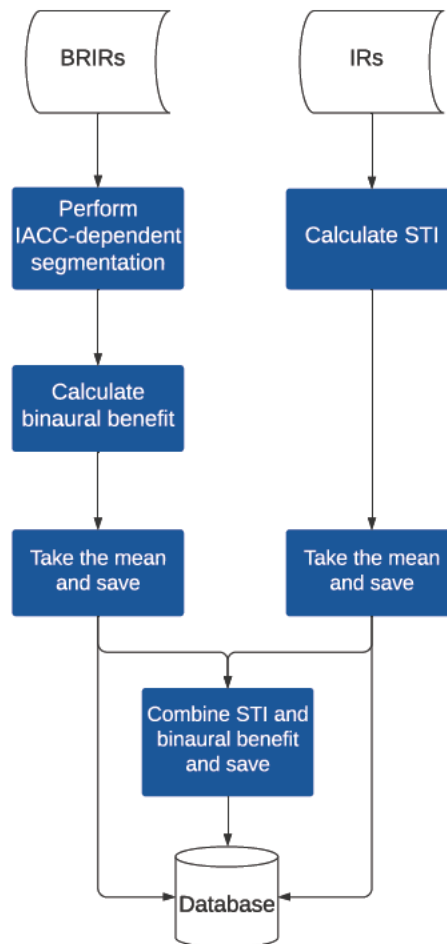 BRIRs
IRs
Perform
IACC-dependent
segmentation
Calculate STI
Calculate
binaural benefit
Take the mean
and save
Take the mean
and save
Combine STI and
binaural benefit
and save
Database